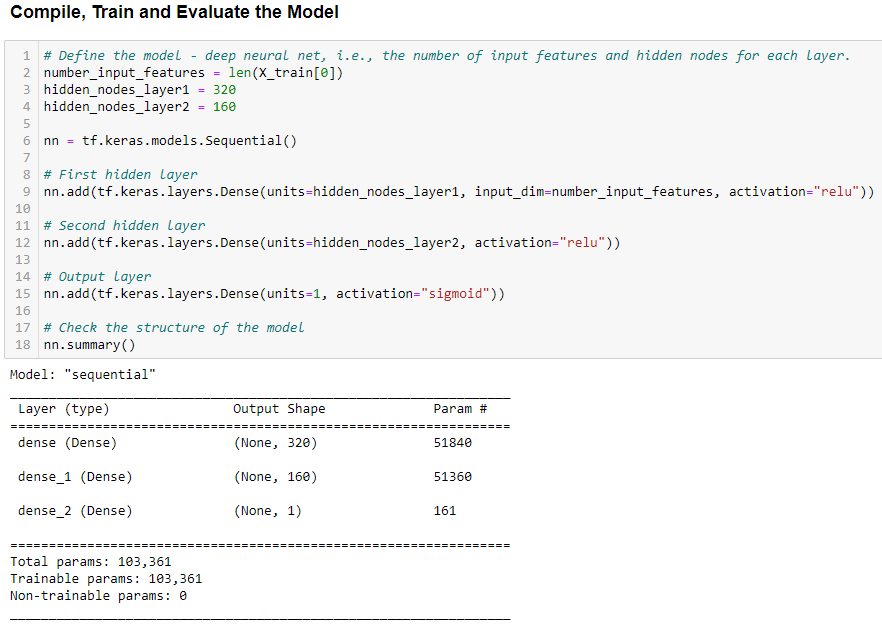 Compile, Train and Evaluate the Model
1 # Define the model - deep neural net, i.e., the number of input features and hidden nodes for each layer.
2 number_input_features = len(X_train[0])
3 hidden_nodes_layer1 = 320
4 hidden_nodes_layer2 = 160
5
6 nn = tf.keras.models.Sequential()
7
8 # First hidden layer
9 nn.add(tf.keras.layers.Dense(units=hidden_nodes_layer1, input_dim=number_input_features, activation="relu"))
10
11 # Second hidden layer
12 nn.add(tf.keras.layers.Dense(units=hidden_nodes_layer2, activation="relu"))
13
14 # Output layer
15 nn.add(tf.keras.layers.Dense(units=1, activation="sigmoid"))
16
17 # Check the structure of the model
18 nn.summary()
Model: "sequential"
Layer (type) Output Shape Param #
dense (Dense) (None, 320) 51840
dense_1 (Dense) (None, 160) 51360
dense_2 (Dense) (None, 1) 161
Total params: 103,361
Trainable params: 103,361
Non-trainable params: 0